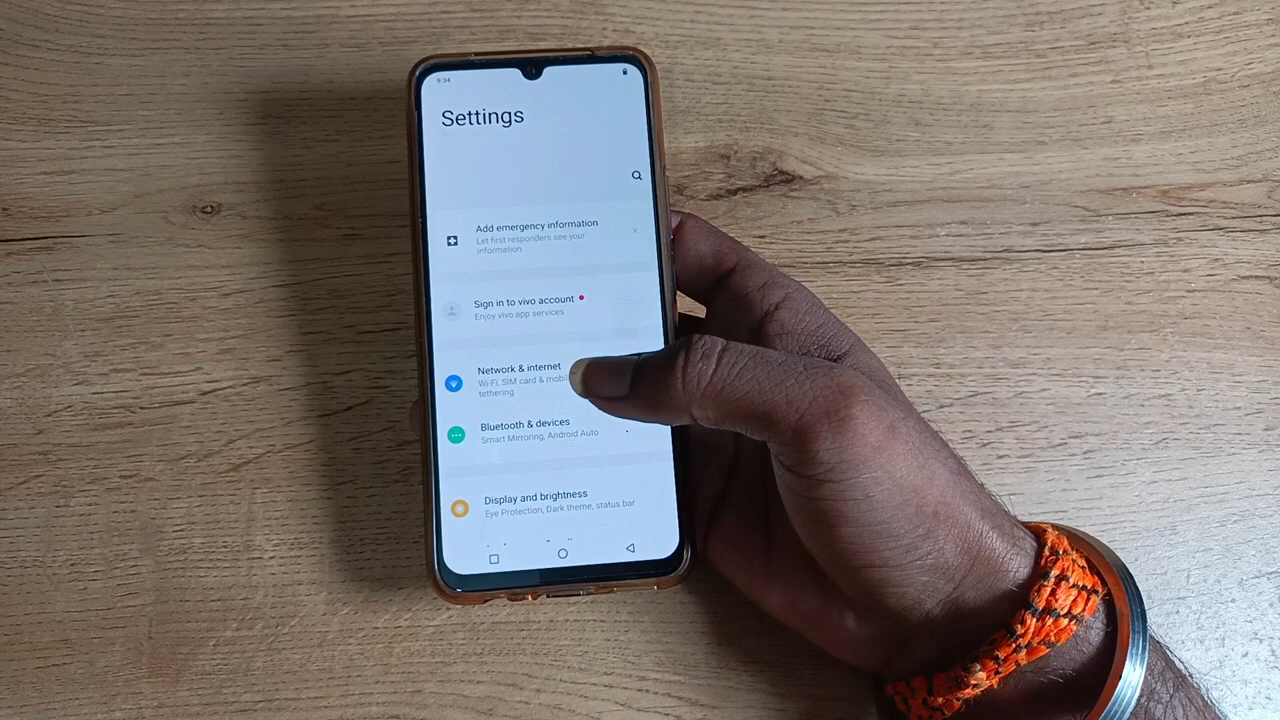 9:34
Settings
Add emergency information
Let first responders see your
information
Sign in to vivo account
Enjoy vivo app services
Network & internet
Wi-Fi, SIM card &
tethering
Bluetooth & devices
Smart Mirroring, Android Auto
Display and brightness
Eye Protection, Dark theme, status bar